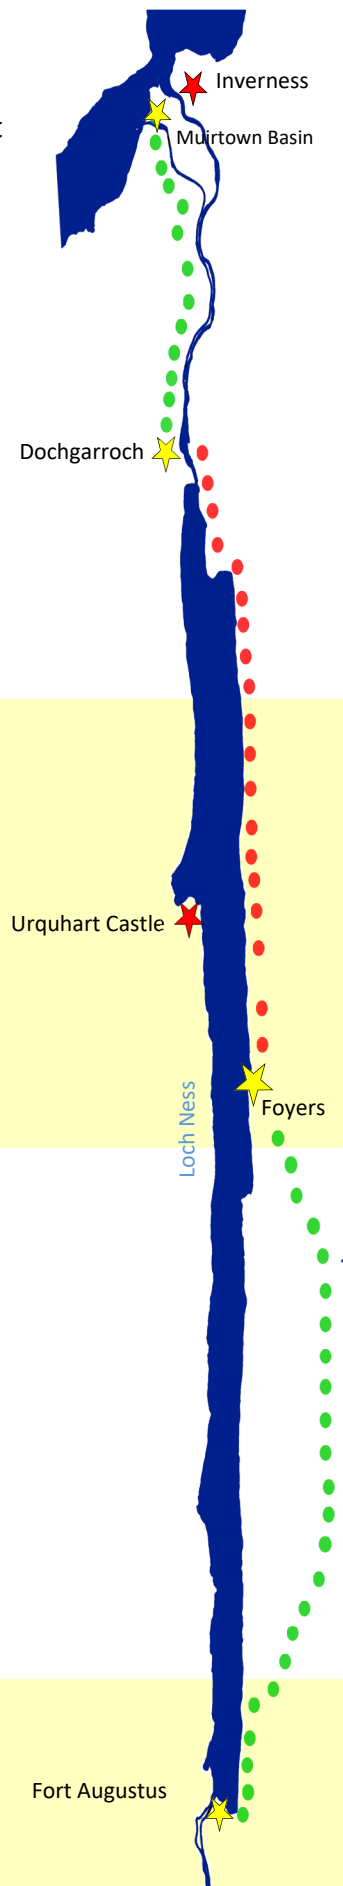 Inverness
Muirtown Basin
Dochgarroch
Urquhart Castle
Loch Ness
Foyers
Fort Augustus